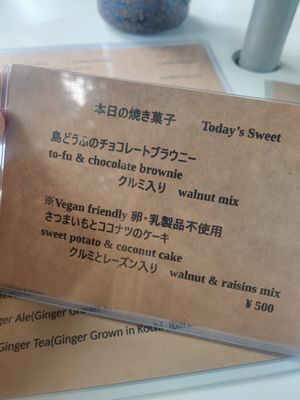 本日の焼き菓子 Today's Sweet
島どうふのチョコレートブラウニー
to-fu & chocolate brownie
クルミ入り walnut mix
※Vegan friendly 卵・乳製品不使用
さつまいもとココナツのケーキ
sweet potato & coconut cake
クルミとレーズン入り walnut & raisins mix
¥500
Ale(Ginger Grown in
Ginger Tea(Ginger Grown in